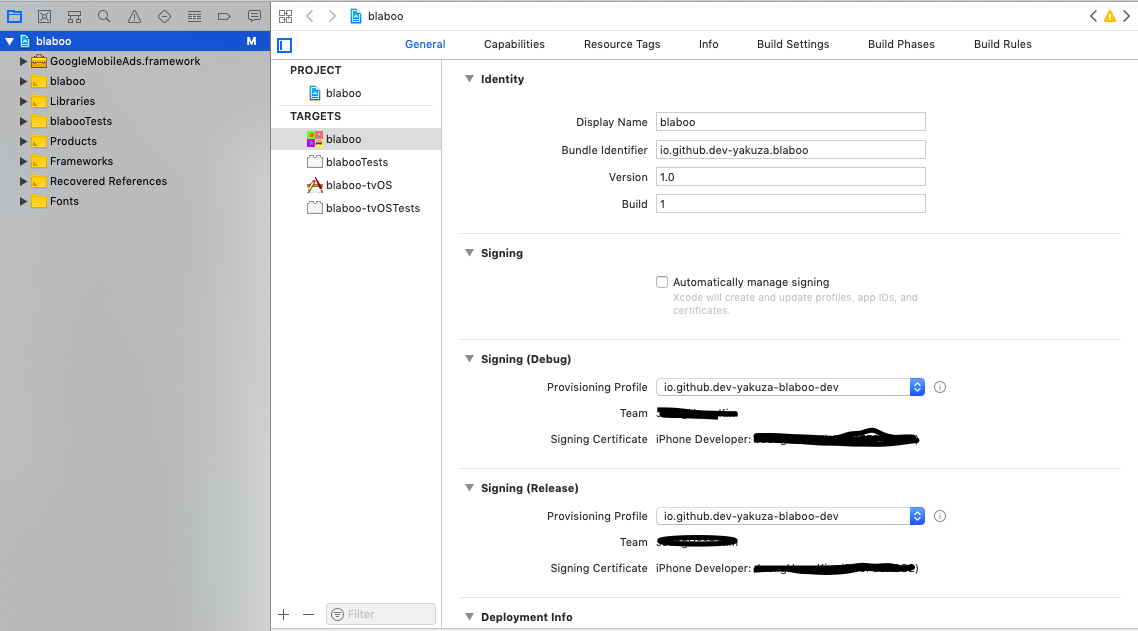 blaboo
blaboo M
General Capabilities Resource Tags Info Build Settings Build Phases Build Rules
GoogleMobileAds.framework
blaboo
Libraries
blabooTests
Products
Frameworks
Recovered References
Fonts
PROJECT
blaboo
TARGETS
blaboo
blabooTests
blaboo-tvOS
blaboo-tvOSTests
Filter
Identity
Display Name blaboo
Bundle Identifier io.github.dev-yakuza.blaboo
Version 1.0
Build 1
Signing
Automatically manage signing
Xcode will create and update profiles, app IDs, and
certificates.
Signing (Debug)
Provisioning Profile io.github.dev-yakuza-blaboo-dev
Team
Signing Certificate iPhone Developer:
Signing (Release)
Provisioning Profile io.github.dev-yakuza-blaboo-dev
Team
Signing Certificate iPhone Developer:
Deployment Info